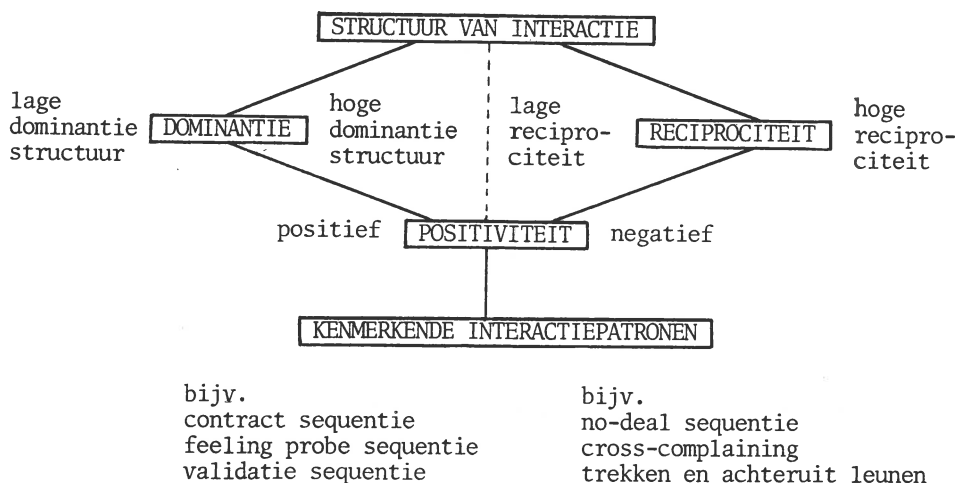 STRUCTUUR VAN INTERACTIE
lage
dominantie
structuur
DOMINANTIE
hoge
dominantie
structuur
lage
recipro-
citeit
RECIPROCITEIT
hoge
recipro-
citeit
positief
POSITIVITEIT
negatief
KENMERKENDE INTERACTIEPATRONEN
bijv.
contract sequentie
feeling probe sequentie
validatie sequentie
bijv.
no-deal sequentie
cross-complaining
trekken en achteruit leunen